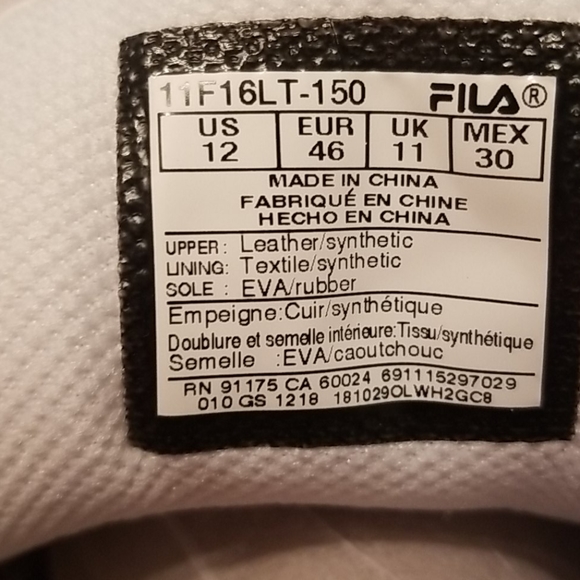 11F16LT-150 FILA®
US EUR UK MEX
12 46 11 30
MADE IN CHINA
FABRIQUÉ EN CHINE
HECHO EN CHINA
UPPER: Leather/synthetic
LINING: Textile/synthetic
SOLE : EVA/rubber
Empeigne:Cuir/synthétique
Doublure et semelle intérieure:Tissu/synthétique
Semelle :EVA/caoutchouc
RN 91175 CA 60024 691115297029
010 GS 1218 181029OLWH2GC8